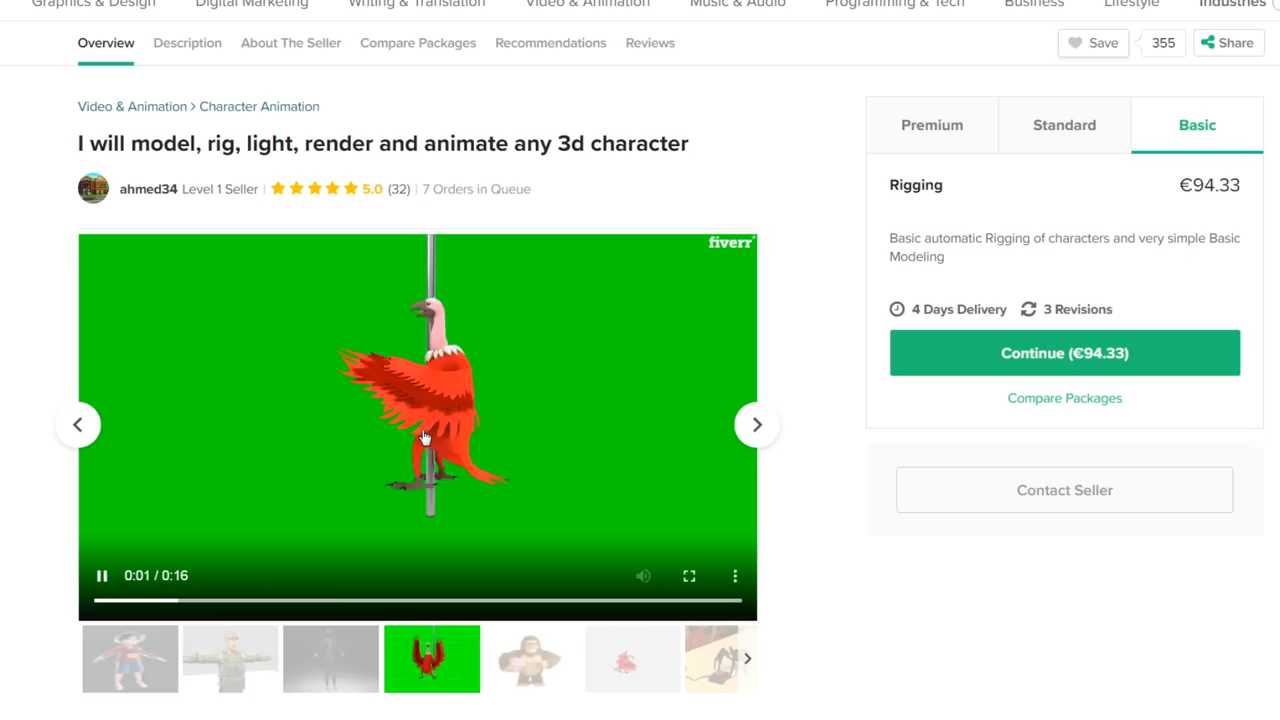 Graphics & Design Digital Marketing Writing & Translation Video & Animation Music & Audio Programming & Tech Business Lifestyle Industries
Overview Description About The Seller Compare Packages Recommendations Reviews Save 355 Share
Video & Animation > Character Animation
I will model, rig, light, render and animate any 3d character
ahmed34 Level 1 Seller 5.0 (32) 7 Orders in Queue
Premium Standard Basic
Rigging €94.33
Basic automatic Rigging of characters and very simple Basic
Modeling
4 Days Delivery 3 Revisions
Continue (€94.33)
Compare Packages
Contact Seller
fiverr
0:01 / 0:16